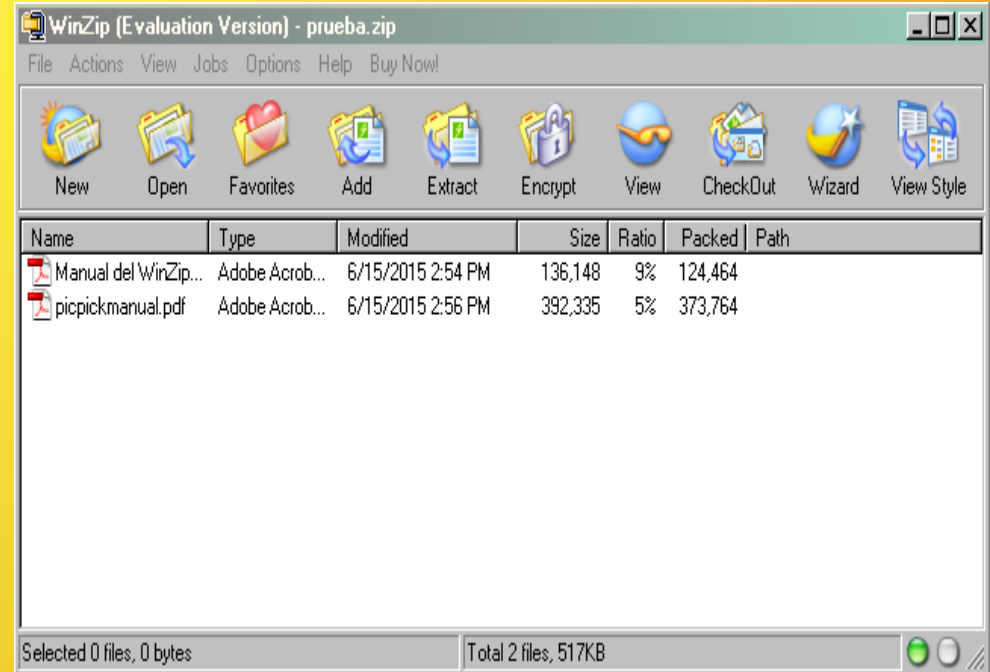 WinZip (Evaluation Version) - prueba.zip
File Actions View Jobs Options Help Buy Now!
New Open Favorites Add Extract Encrypt View CheckOut Wizard View Style
Name Type Modified Size Ratio Packed Path
Manual del WinZip... Adobe Acrob... 6/15/2015 2:54 PM 136,148 9% 124,464
picpickmanual.pdf Adobe Acrob... 6/15/2015 2:56 PM 392,335 5% 373,764
Selected 0 files, 0 bytes Total 2 files, 517KB